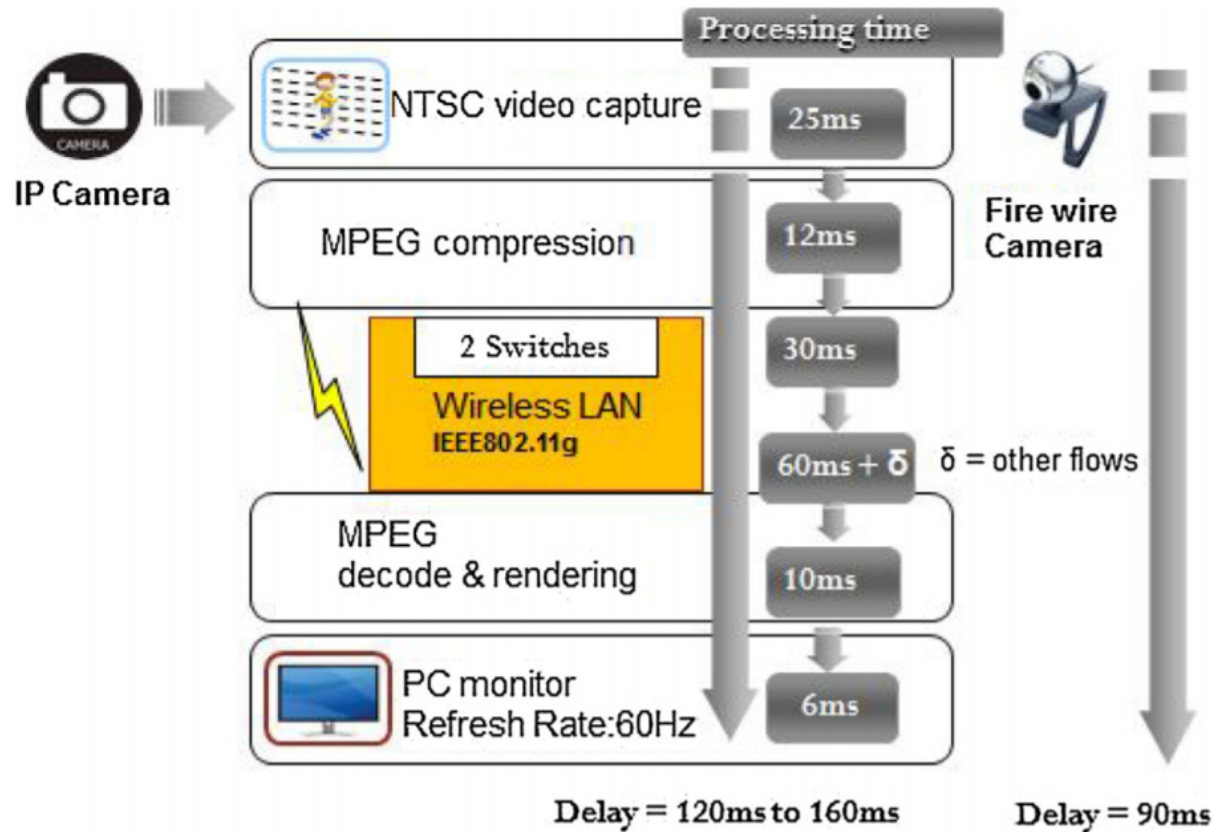 Processing time
NTSC video capture
25ms
CAMERA
IP Camera
Fire wire
Camera
MPEG compression
12ms
2 Switches
30ms
Wireless LAN
IEEE802.11g
60ms + δ
δ = other flows
MPEG
decode & rendering
10ms
PC monitor
Refresh Rate:60Hz
6ms
Delay = 120ms to 160ms
Delay = 90ms